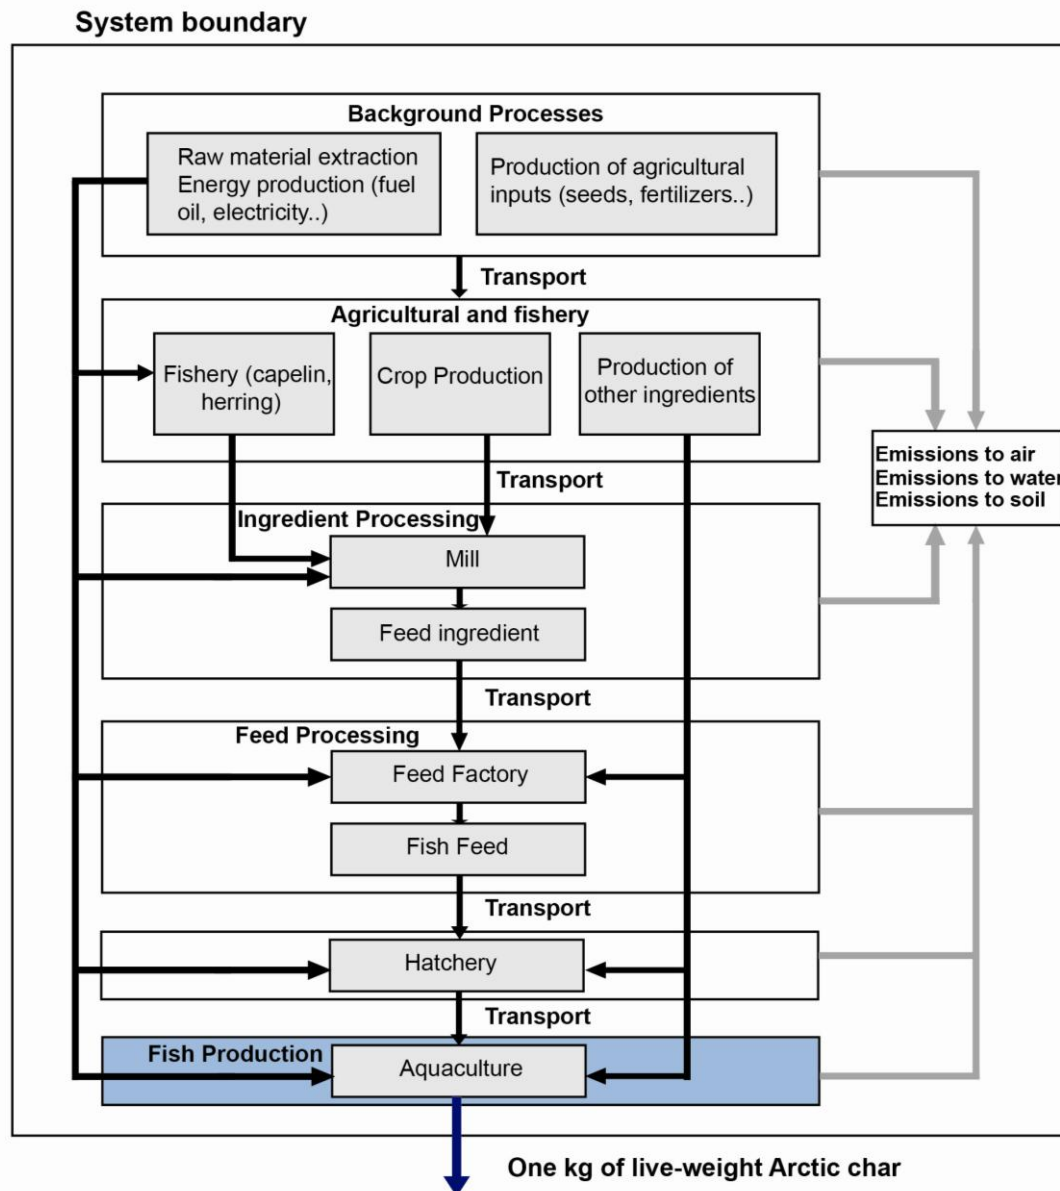 System boundary
Background Processes
Raw material extraction
Energy production (fuel
oil, electricity..)
Production of agricultural
inputs (seeds, fertilizers..)
Transport
Agricultural and fishery
Fishery (capelin,
herring)
Crop Production
Production of
other ingredients
Emissions to air
Emissions to water
Emissions to soil
Transport
Ingredient Processing
Mill
Feed ingredient
Transport
Feed Processing
Feed Factory
Fish Feed
Transport
Hatchery
Transport
Fish Production
Aquaculture
One kg of live-weight Arctic char